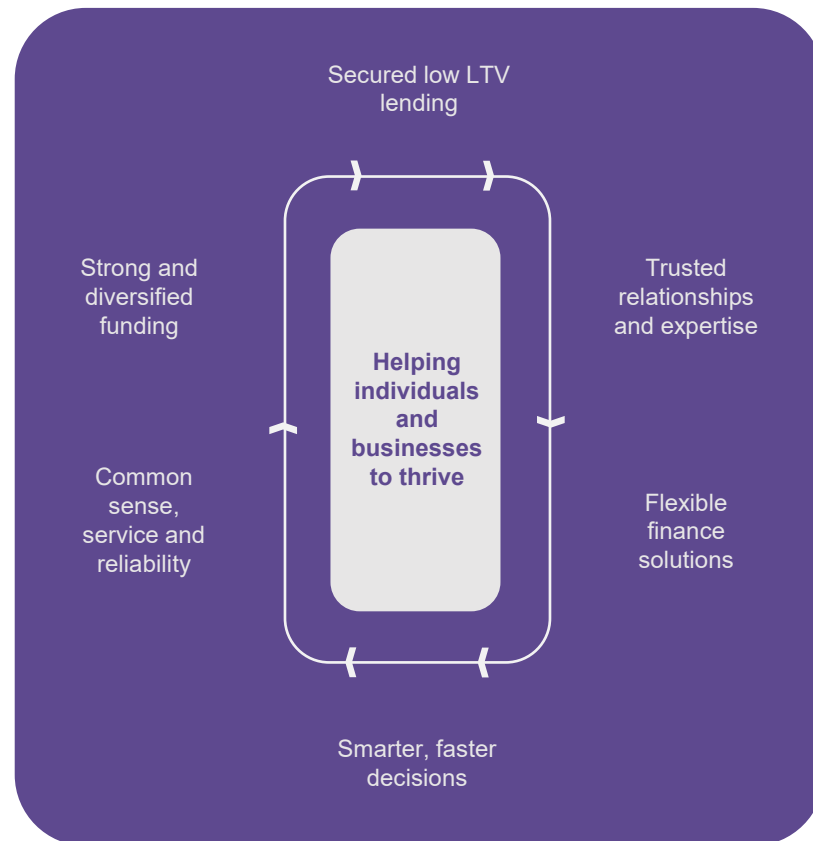 Secured low LTV
lending
Strong and
diversified
funding
Trusted
relationships
and expertise
Helping
individuals
and
businesses
to thrive
Common
sense,
service and
reliability
Flexible
finance
solutions
Smarter, faster
decisions